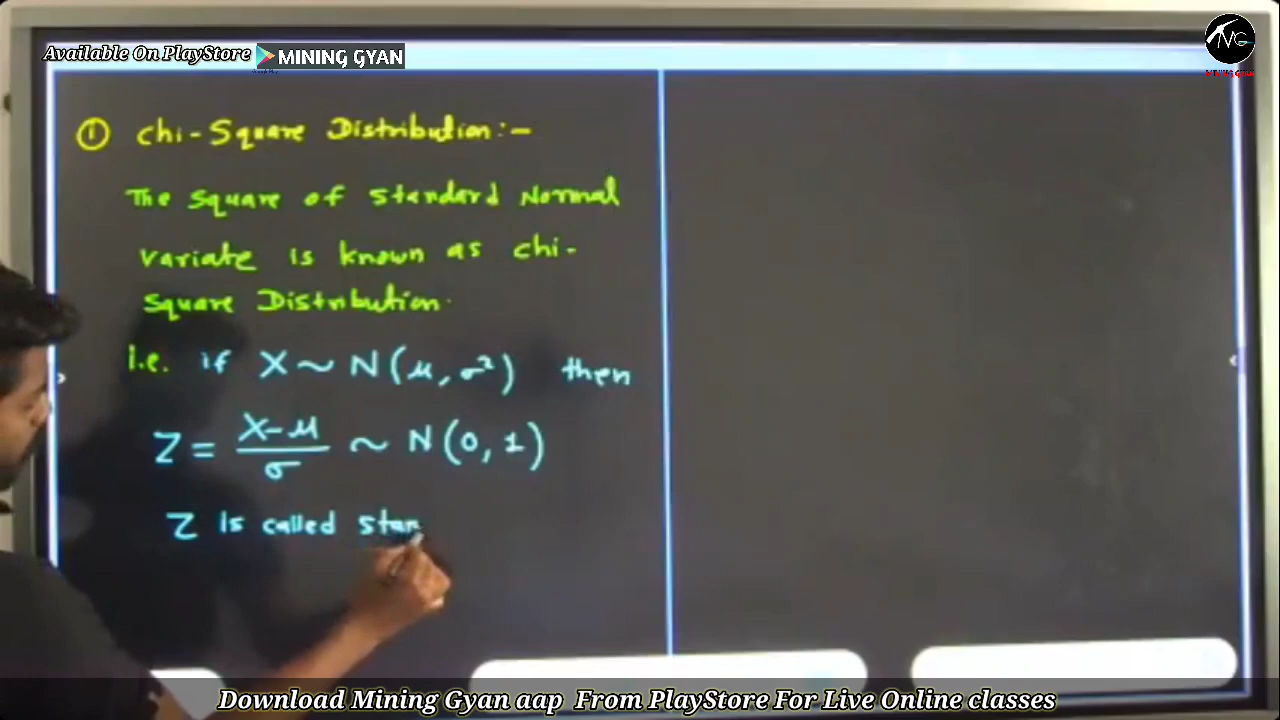 Available On PlayStore MINING GYAN
MG
① Chi-Square Distribution:-
The Square of Standard Normal
variate is known as chi-
Square Distribution.
i.e. if X ~ N(μ, σ²) then
Z = (X-μ)/σ ~ N(0, 1)
Z is called stan
Download Mining Gyan aap From PlayStore For Live Online classes